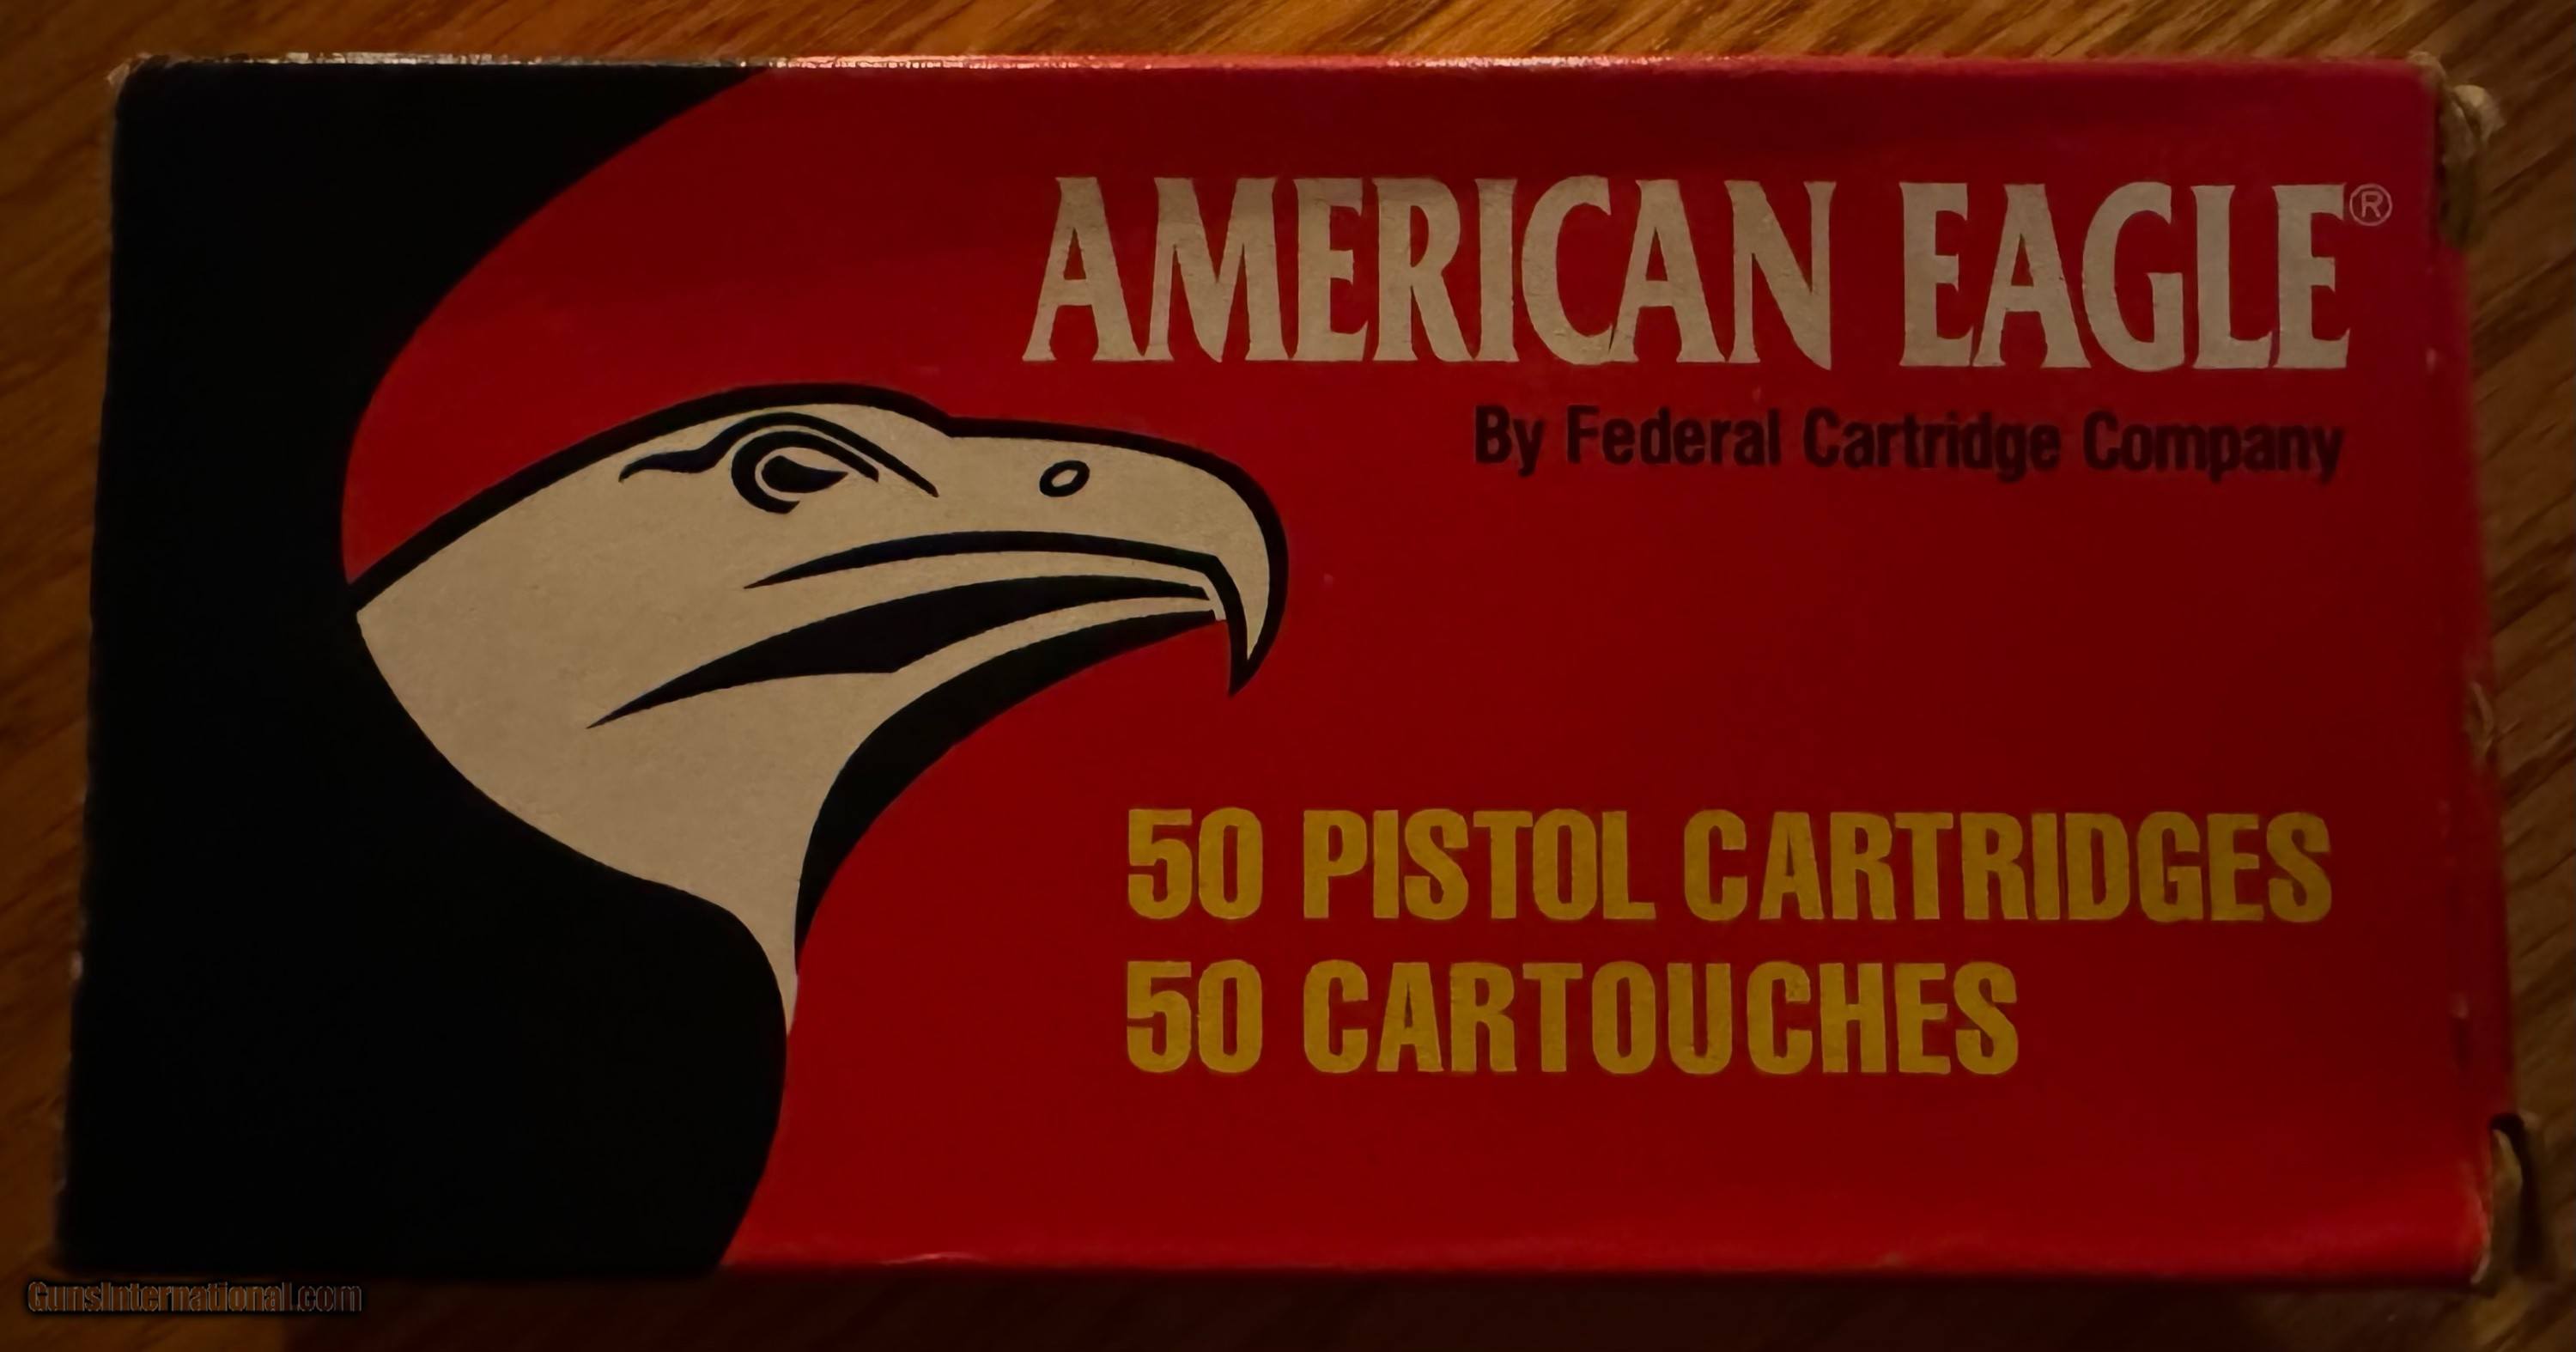 AMERICAN EAGLE®
By Federal Cartridge Company
50 PISTOL CARTRIDGES
50 CARTOUCHES
GunsInternational.com